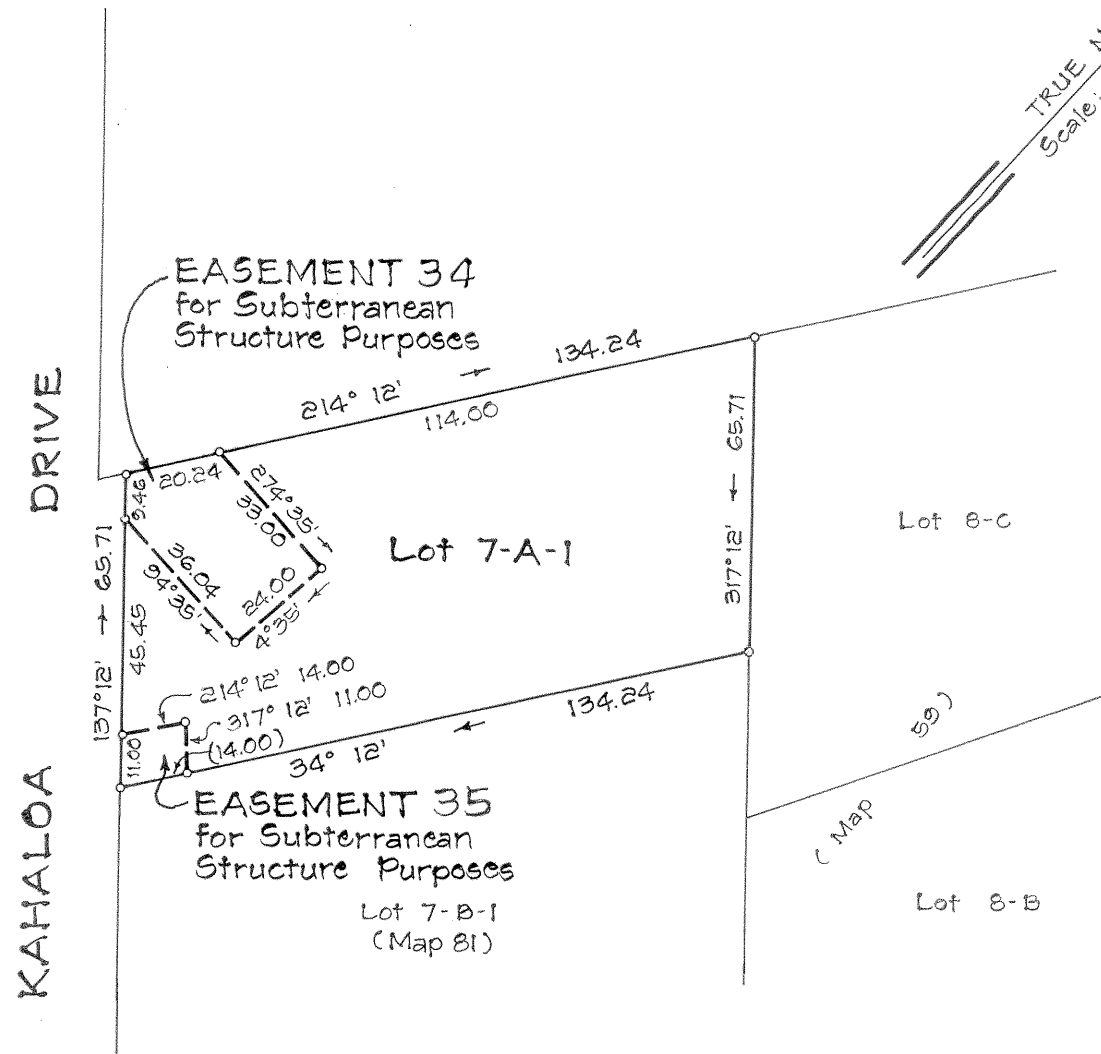 TRUE
Scale:
EASEMENT 34
for Subterranean
Structure Purposes
134.24
214° 12'
114.00
20.24
9.46
274°35'
33.00
Lot 7-A-1
Lot 8-C
317°12' 65.71
36.04
94°35'
24.00
4°35'
137°12' 65.71
45.45
214°12' 14.00
317° 12' 11.00
(14.00)
11.00
34° 12'
134.24
EASEMENT 35
for Subterranean
Structure Purposes
Lot 7-B-1
(Map 81)
(Map 59)
Lot 8-B
KAHALOA DRIVE